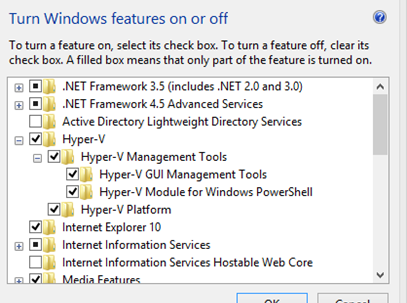 Turn Windows features on or off
To turn a feature on, select its check box. To turn a feature off, clear its
check box. A filled box means that only part of the feature is turned on.
.NET Framework 3.5 (includes .NET 2.0 and 3.0)
.NET Framework 4.5 Advanced Services
Active Directory Lightweight Directory Services
Hyper-V
Hyper-V Management Tools
Hyper-V GUI Management Tools
Hyper-V Module for Windows PowerShell
Hyper-V Platform
Internet Explorer 10
Internet Information Services
Internet Information Services Hostable Web Core
Media Features
OK Cancel